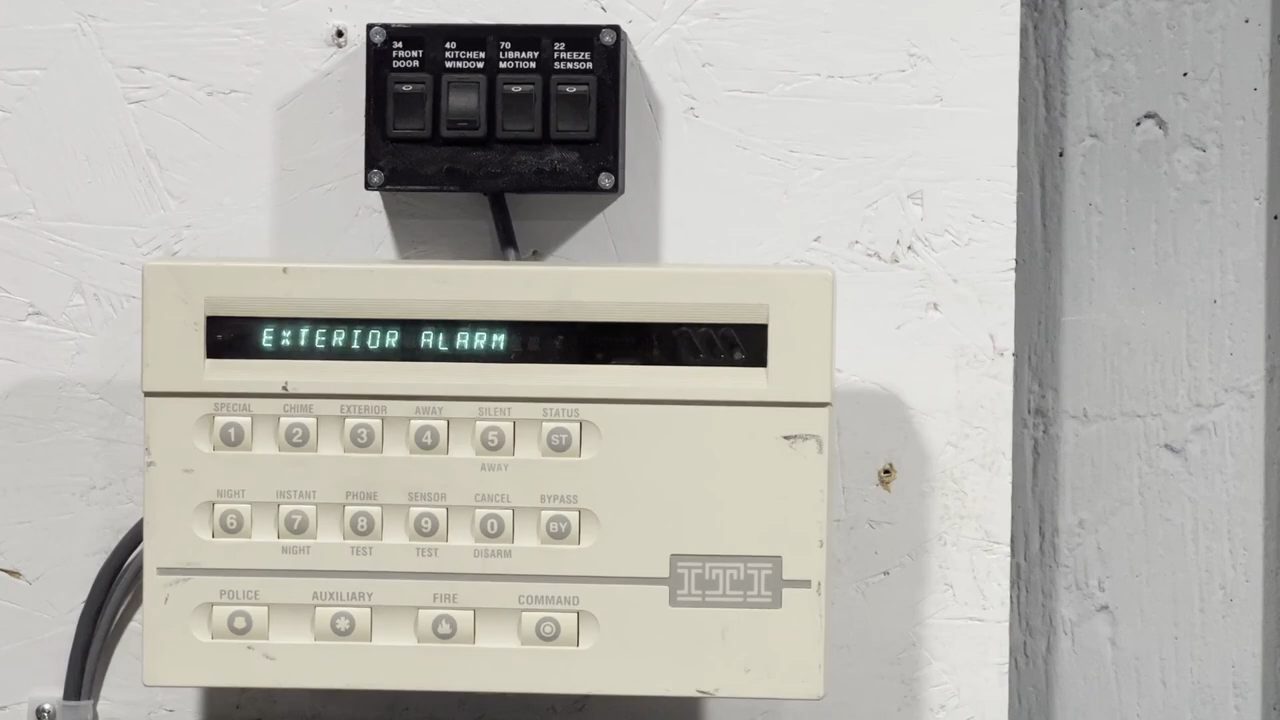 34 FRONT DOOR
40 KITCHEN WINDOW
70 LIBRARY MOTION
22 FREEZE SENSOR
EXTERIOR ALARM
SPECIAL CHIME EXTERIOR AWAY SILENT STATUS
1 2 3 4 5 ST
AWAY
NIGHT INSTANT PHONE SENSOR CANCEL BYPASS
6 7 8 9 0 BY
NIGHT TEST TEST DISARM
ITI
POLICE AUXILIARY FIRE COMMAND